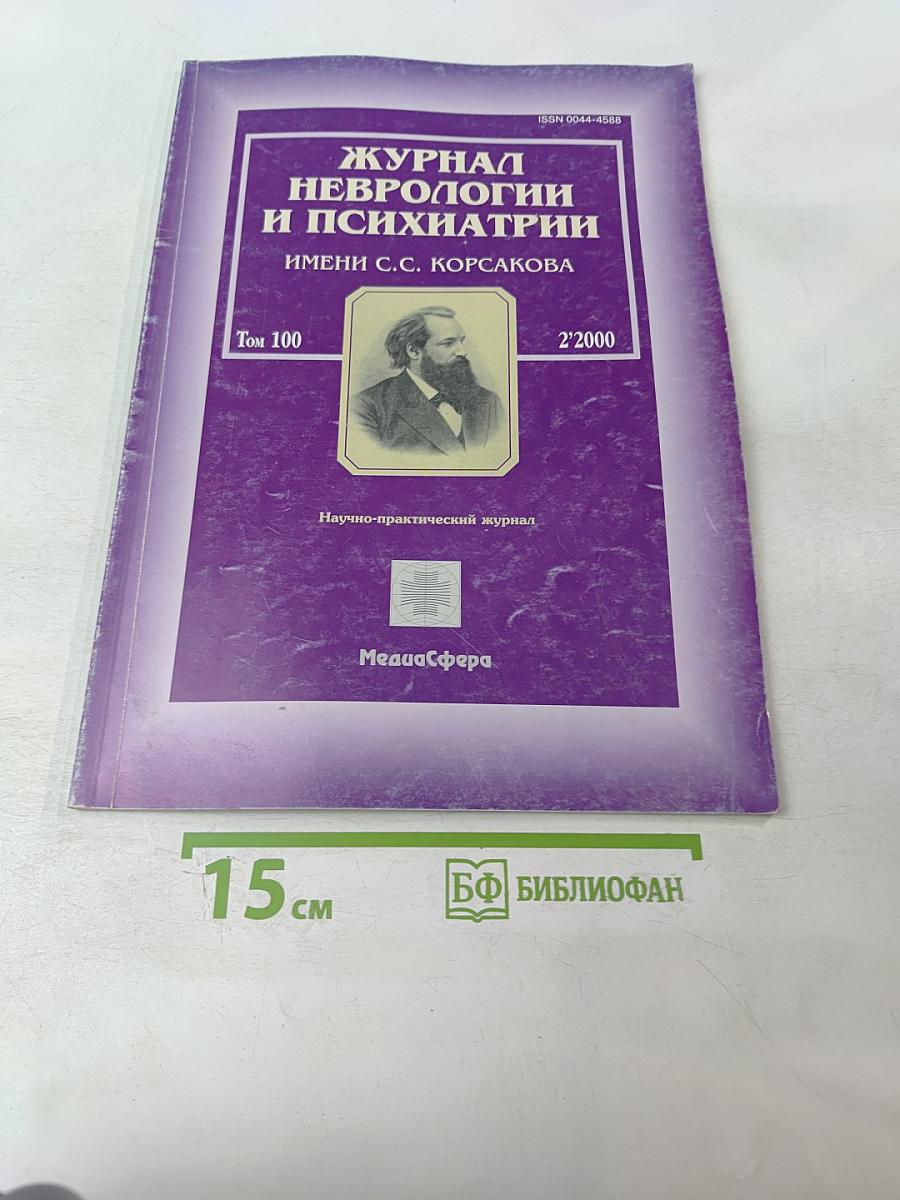 ISSN 0044-4588
ЖУРНАЛ
НЕВРОЛОГИИ
И ПСИХИАТРИИ
ИМЕНИ С.С. КОРСАКОВА
Том 100
2'2000
Научно-практический журнал
МедиаСфера
15 см
БФ БИБЛИОФАН